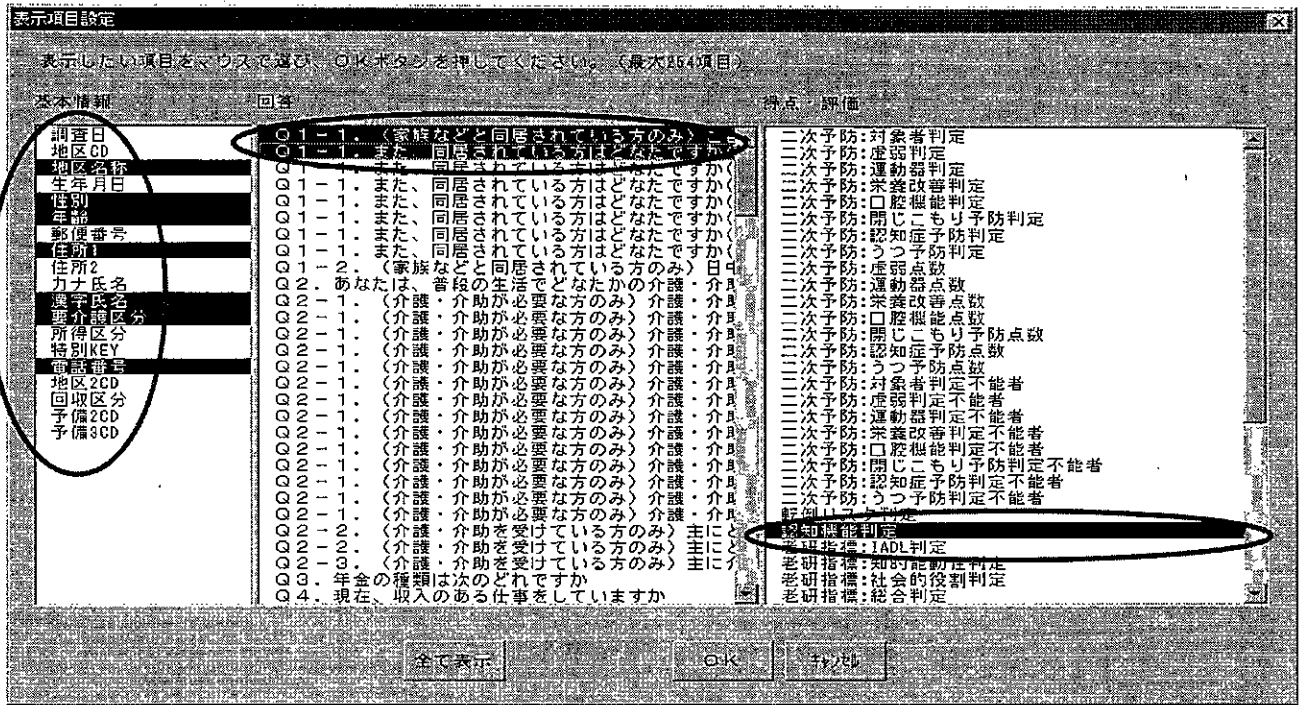 表示項目設定
表示したい項目をマウスで選び、OKボタンを押してください。(最大254項目)
基本情報
調査日
地区CD
地区名称
生年月日
性別
年齢
郵便番号
住所1
住所2
カナ氏名
漢字氏名
要介護区分
所得区分
特別KEY
電話番号
地区2CD
回収区分
予備2CD
予備3CD
回答
Q1-1.(家族などと同居されている方のみ)
Q1-1.また、同居されている方はどなたですか
Q1-1.また、同居されている方はどなたですか(
Q1-1.また、同居されている方はどなたですか(
Q1-1.また、同居されている方はどなたですか(
Q1-1.また、同居されている方はどなたですか(
Q1-1.また、同居されている方はどなたですか(
Q1-1.また、同居されている方はどなたですか(
Q1-2.(家族などと同居されている方のみ)日中
Q2.あなたは、普段の生活でどなたかの介護・介助
Q2-1.(介護・介助が必要な方のみ)介護・介助
Q2-1.(介護・介助が必要な方のみ)介護・介助
Q2-1.(介護・介助が必要な方のみ)介護・介助
Q2-1.(介護・介助が必要な方のみ)介護・介助
Q2-1.(介護・介助が必要な方のみ)介護・介助
Q2-1.(介護・介助が必要な方のみ)介護・介助
Q2-1.(介護・介助が必要な方のみ)介護・介助
Q2-1.(介護・介助が必要な方のみ)介護・介助
Q2-1.(介護・介助が必要な方のみ)介護・介助
Q2-1.(介護・介助が必要な方のみ)介護・介助
Q2-1.(介護・介助が必要な方のみ)介護・介助
Q2-1.(介護・介助が必要な方のみ)介護・介助
Q2-1.(介護・介助が必要な方のみ)介護・介助
Q2-1.(介護・介助が必要な方のみ)介護・介助
Q2-2.(介護・介助を受けている方のみ)主にど
Q2-2.(介護・介助を受けている方のみ)主にど
Q2-3.(介護・介助を受けている方のみ)主に介
Q3.年金の種類は次のどれですか
Q4.現在、収入のある仕事をしていますか
得点・評価
二次予防:対象者判定
二次予防:虚弱判定
二次予防:運動器判定
二次予防:栄養改善判定
二次予防:口腔機能判定
二次予防:閉じこもり予防判定
二次予防:認知症予防判定
二次予防:うつ予防判定
二次予防:虚弱点数
二次予防:運動器点数
二次予防:栄養改善点数
二次予防:口腔機能点数
二次予防:閉じこもり予防点数
二次予防:認知症予防点数
二次予防:うつ予防点数
二次予防:対象者判定不能者
二次予防:虚弱判定不能者
二次予防:運動器判定不能者
二次予防:栄養改善判定不能者
二次予防:口腔機能判定不能者
二次予防:閉じこもり予防判定不能者
二次予防:認知症予防判定不能者
二次予防:うつ予防判定不能者
転倒リスク判定
認知機能判定
老研指標:IADL判定
老研指標:知的能動性判定
老研指標:社会的役割判定
老研指標:総合判定
全て表示
OK
キャンセル